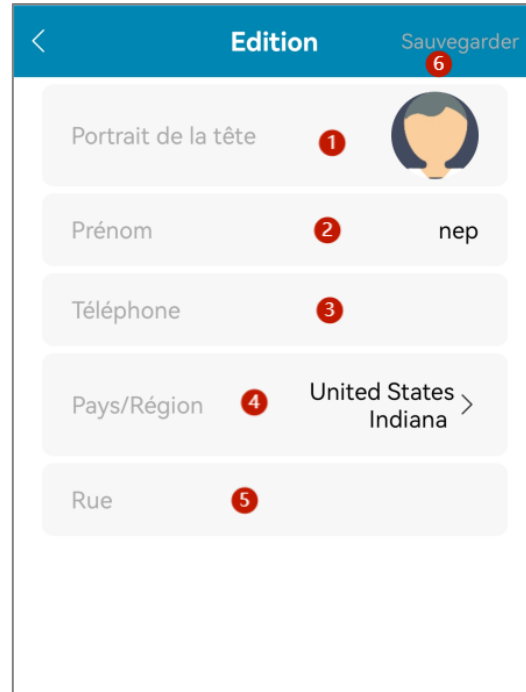 Edition
Sauvegarder
6
Portrait de la tête
1
Prénom
2
nep
Téléphone
3
Pays/Région
4
United States
Indiana
Rue
5